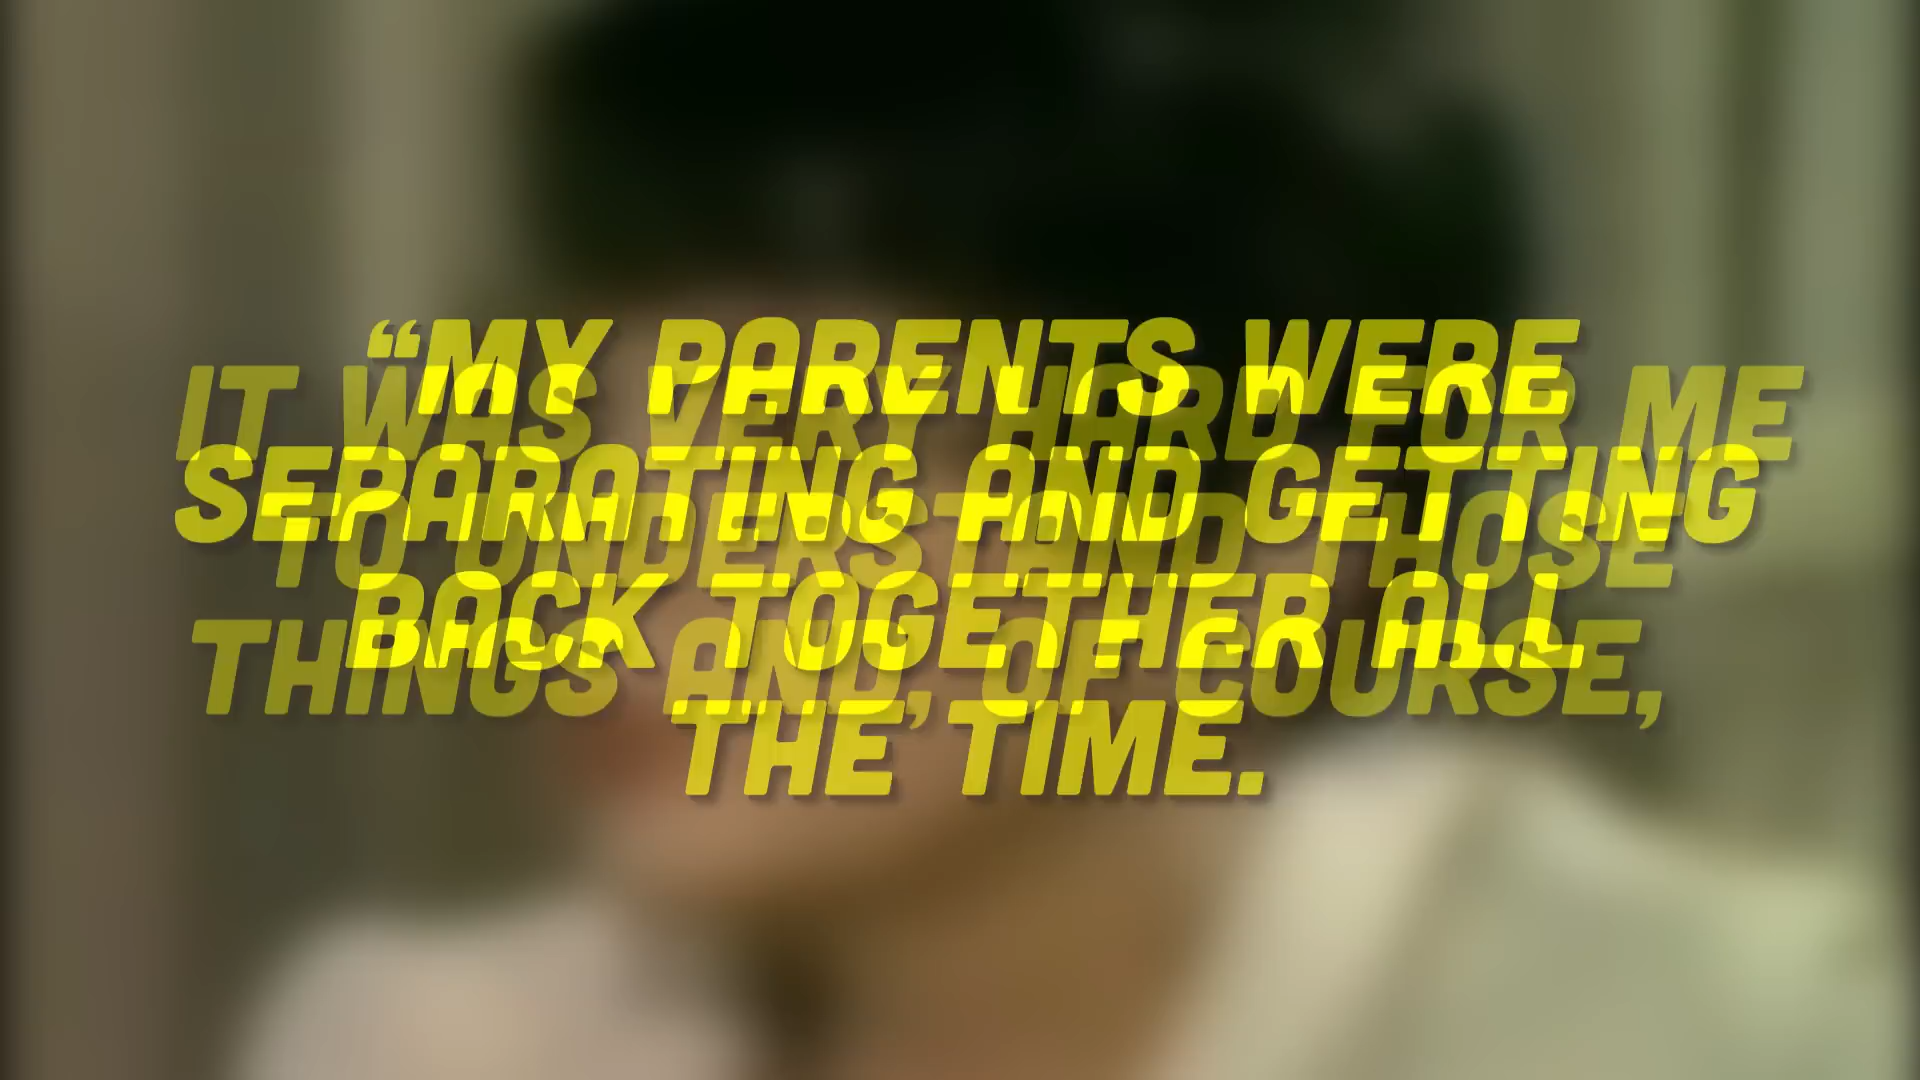 “MY PARENTS WERE
SEPARATING AND GETTING
BACK TOGETHER ALL
THE TIME.
IT WAS VERY HARD FOR ME
TO UNDERSTAND THOSE
THINGS AND, OF COURSE,